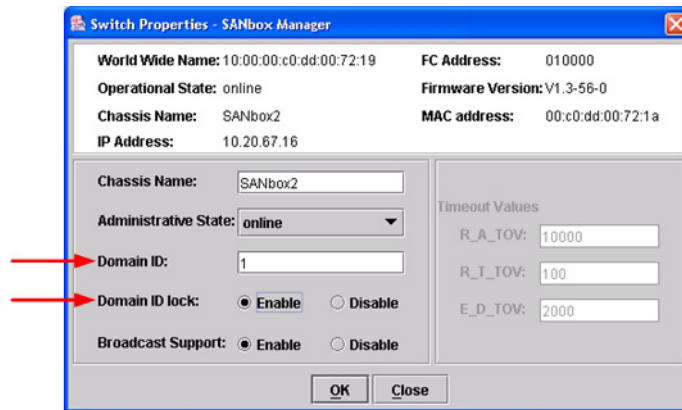 Switch Properties - SANbox Manager
World Wide Name: 10:00:00:c0:dd:00:72:19 FC Address: 010000
Operational State: online Firmware Version: V1.3-56-0
Chassis Name: SANbox2 MAC address: 00:c0:dd:00:72:1a
IP Address: 10.20.67.16
Chassis Name: SANbox2
Administrative State: online
Domain ID: 1
Domain ID lock: Enable Disable
Broadcast Support: Enable Disable
Timeout Values
R_A_TOV: 10000
R_T_TOV: 100
E_D_TOV: 2000
OK Close